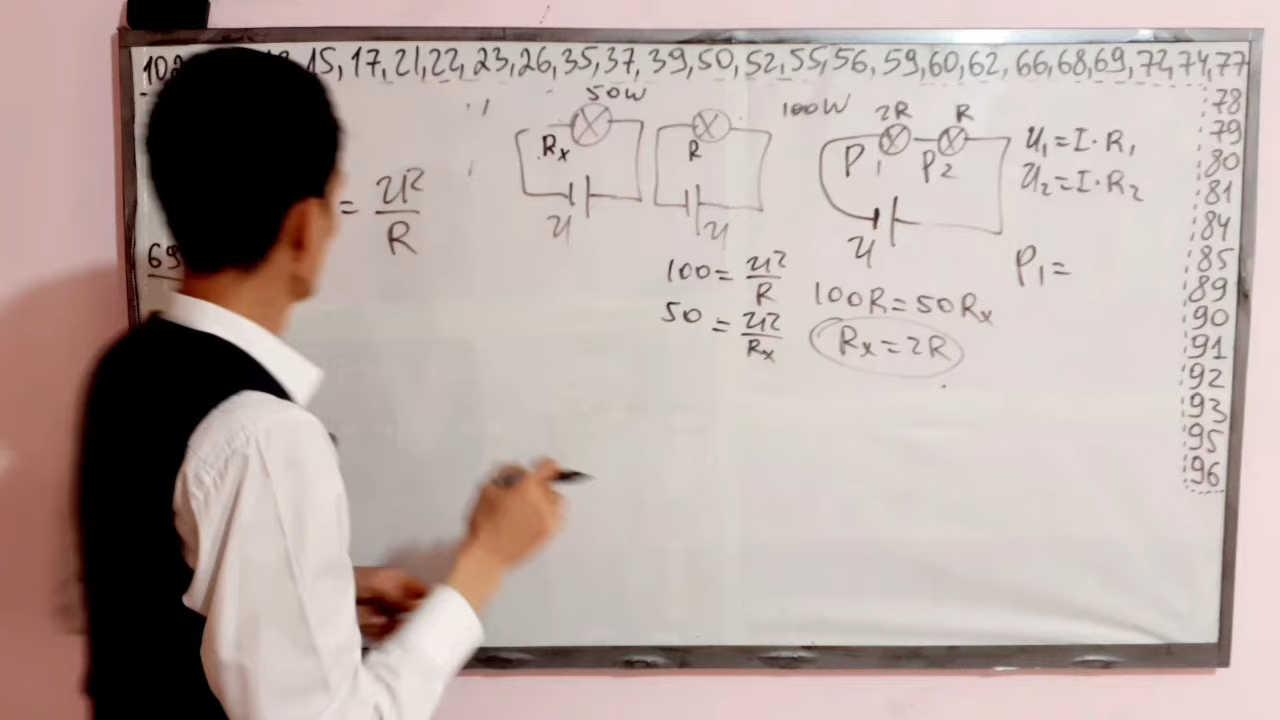 102 15, 17, 21, 22, 23, 26, 35, 37, 39, 50, 52, 55, 56, 59, 60, 62, 66, 68, 69, 72, 74, 77
78
79
80
81
84
85
89
90
91
92
93
95
96
50W
Rx
U
R
U
100W
2R R
P1 P2
U
U1 = I · R1
U2 = I · R2
= U²/R
69
100 = U²/R
50 = U²/Rx
100R = 50Rx
Rx = 2R
P1 =